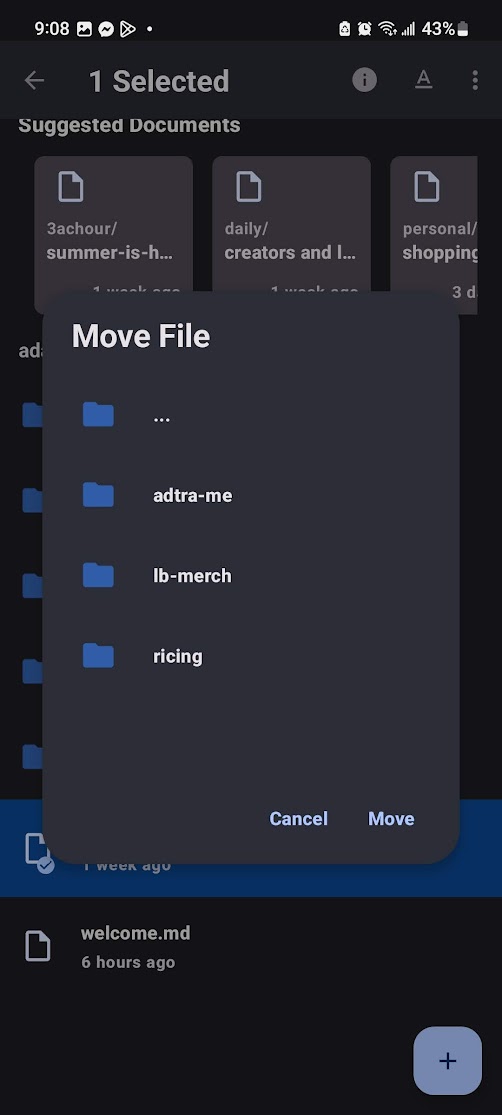 9:08
43%
1 Selected
Suggested Documents
3achour/
summer-is-h...
1 week ago
daily/
creators and l...
1 week ago
personal/
shopping
3 d
ada
Move File
...
adtra-me
lb-merch
ricing
Cancel
Move
1 week ago
welcome.md
6 hours ago
+